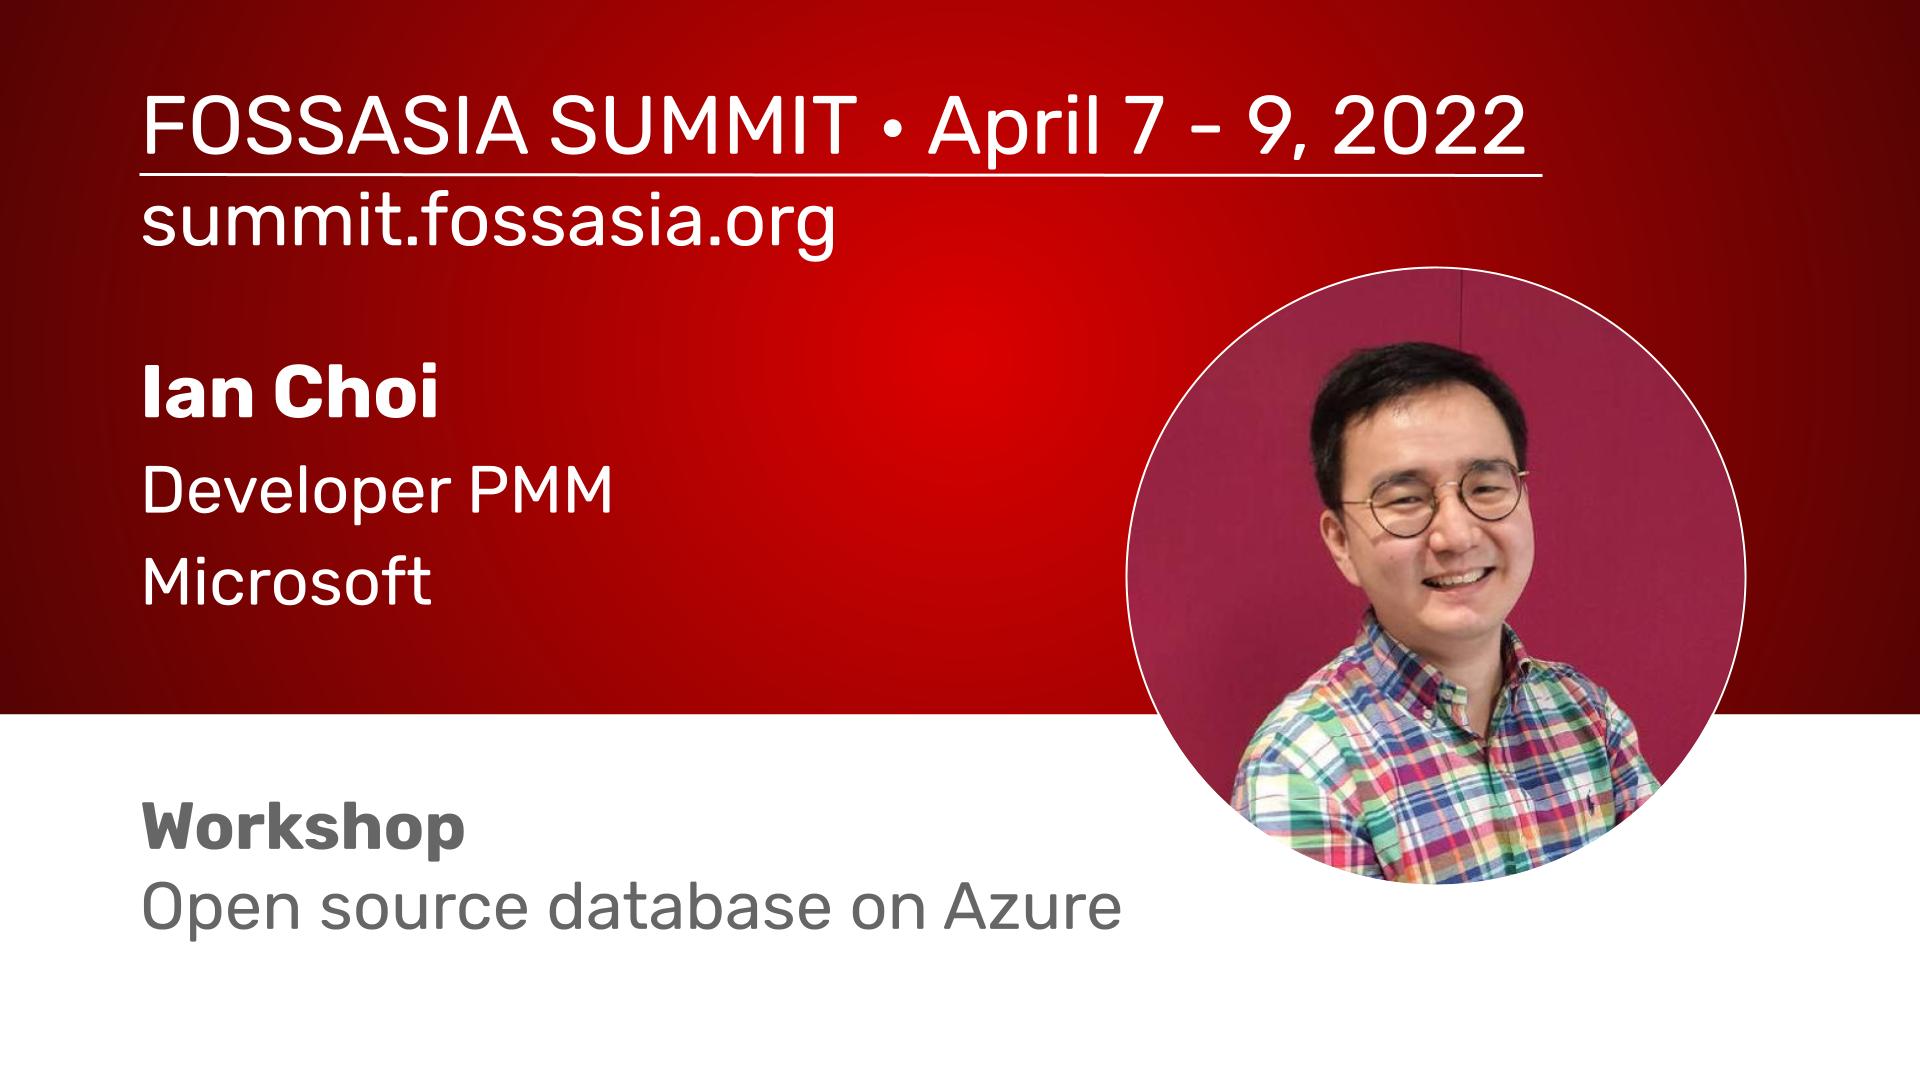 FOSSASIA SUMMIT • April 7 - 9, 2022
summit.fossasia.org
Ian Choi
Developer PMM
Microsoft
Workshop
Open source database on Azure